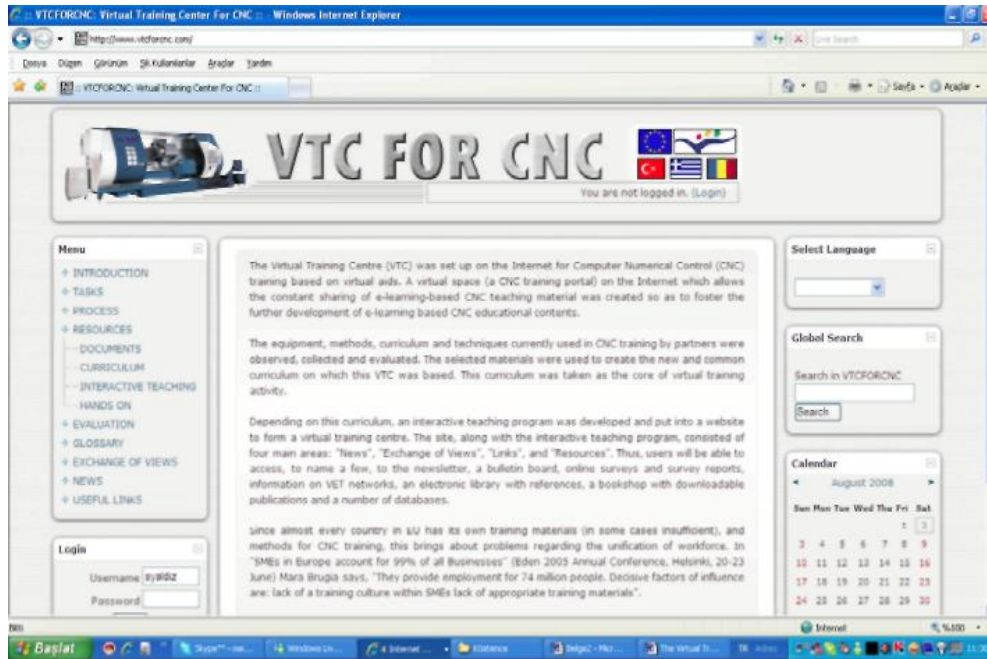 :: VTCFORCNC: Virtual Training Center For CNC :: - Windows Internet Explorer
http://www.vtcforcnc.com/
Live Search
Dosya Düzen Görünüm Sık Kullanılanlar Araçlar Yardım
:: VTCFORCNC: Virtual Training Center For CNC ::
Sayfa
Araçlar
VTC FOR CNC
You are not logged in. (Login)
Menu
INTRODUCTION
TASKS
PROCESS
RESOURCES
DOCUMENTS
CURRICULUM
INTERACTIVE TEACHING
HANDS ON
EVALUATION
GLOSSARY
EXCHANGE OF VIEWS
NEWS
USEFUL LINKS
Login
Username ayaldiz
Password
The Virtual Training Centre (VTC) was set up on the Internet for Computer Numerical Control (CNC)
training based on virtual aids. A virtual space (a CNC training portal) on the Internet which allows
the constant sharing of e-learning-based CNC teaching material was created so as to foster the
further development of e-learning based CNC educational contents.
The equipment, methods, curriculum and techniques currently used in CNC training by partners were
observed, collected and evaluated. The selected materials were used to create the new and common
curriculum on which this VTC was based. This curriculum was taken as the core of virtual training
activity.
Depending on this curriculum, an interactive teaching program was developed and put into a website
to form a virtual training centre. The site, along with the interactive teaching program, consisted of
four main areas: "News", "Exchange of Views", "Links", and "Resources". Thus, users will be able to
access, to name a few, to the newsletter, a bulletin board, online surveys and survey reports,
information on VET networks, an electronic library with references, a bookshop with downloadable
publications and a number of databases.
Since almost every country in EU has its own training materials (in some cases insufficient), and
methods for CNC training, this brings about problems regarding the unification of workforce. In
"SMEs in Europe account for 99% of all Businesses" (Eden 2005 Annual Conference, Helsinki, 20-23
June) Mara Brugia says, "They provide employment for 74 million people. Decisive factors of influence
are: lack of a training culture within SMEs lack of appropriate training materials".
Select Language
Global Search
Search in VTCFORCNC
Search
Calendar
August 2008
Sun Mon Tue Wed Thu Fri Sat
1 2
3 4 5 6 7 8 9
10 11 12 13 14 15 16
17 18 19 20 21 22 23
24 25 26 27 28 29 30
Internet
%100
Başlat
Skype
Windows Liv...
4 Internet ...
Belge2 - Micr...
The Virtual Tr...
TR